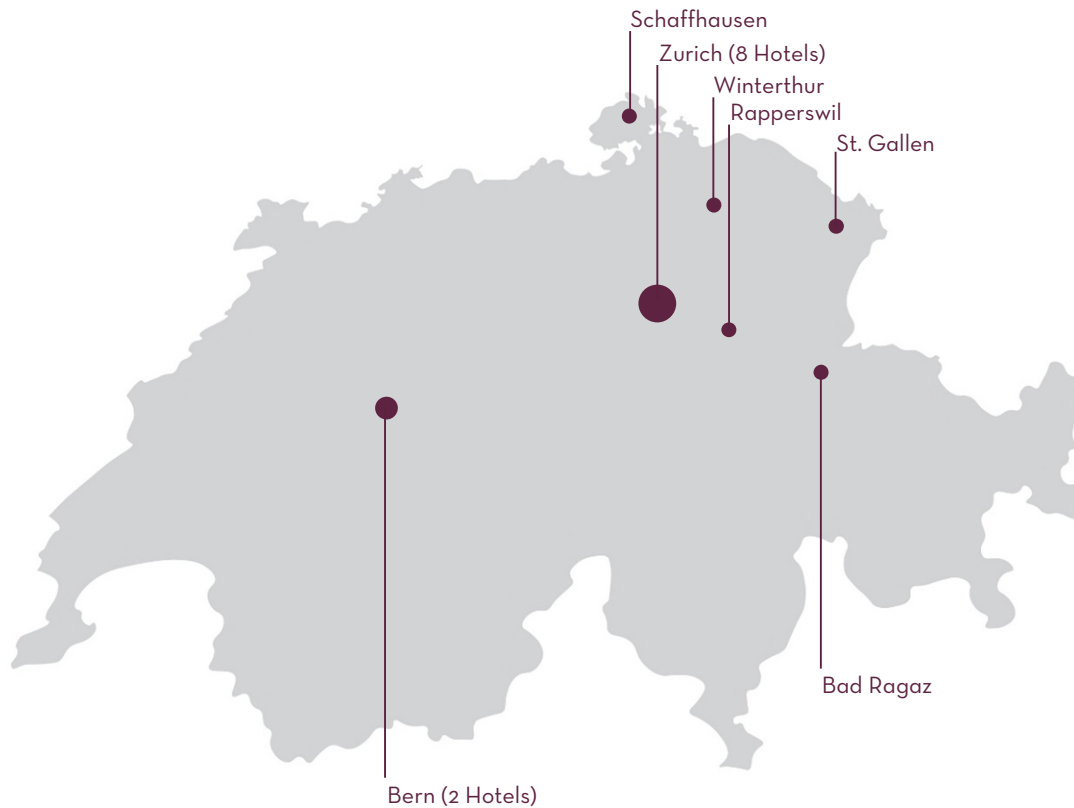 Schaffhausen
Zurich (8 Hotels)
Winterthur
Rapperswil
St. Gallen
Bad Ragaz
Bern (2 Hotels)